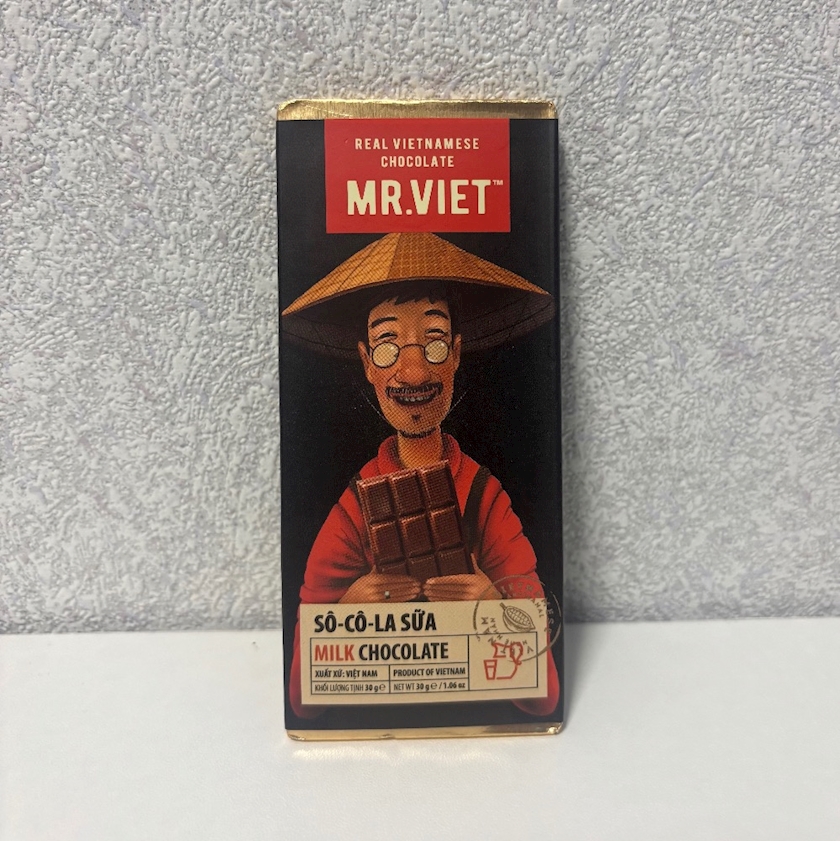 REAL VIETNAMESE
CHOCOLATE
MR.VIET™
SÔ-CÔ-LA SỮA
MILK CHOCOLATE
XUẤT XỨ: VIỆT NAM
PRODUCT OF VIETNAM
KHỐI LƯỢNG TỊNH 30 g ℮
NET WT 30 g ℮ / 1.06 oz